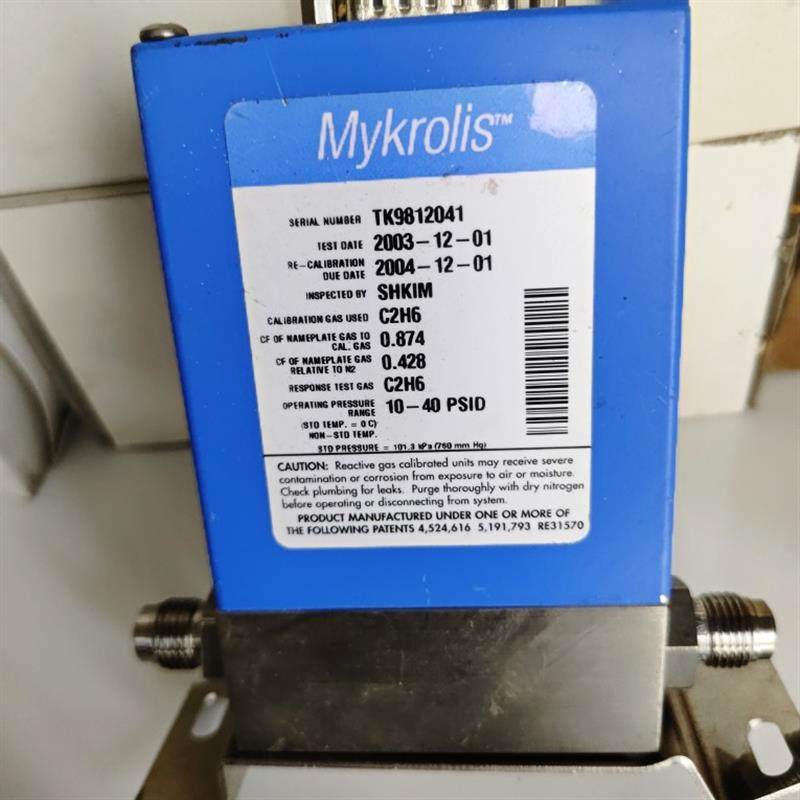 Mykrolis™
SERIAL NUMBER TK9812041
TEST DATE 2003-12-01
RE-CALIBRATION
DUE DATE 2004-12-01
INSPECTED BY SHKIM
CALIBRATION GAS USED C2H6
CF OF NAMEPLATE GAS TO
CAL. GAS 0.874
CF OF NAMEPLATE GAS
RELATIVE TO N2 0.428
RESPONSE TEST GAS C2H6
OPERATING PRESSURE
RANGE 10-40 PSID
(STD TEMP. = 0 C)
NON-STD TEMP.
STD PRESSURE = 101.3 kPa (760 mm Hg)
CAUTION: Reactive gas calibrated units may receive severe
contamination or corrosion from exposure to air or moisture.
Check plumbing for leaks. Purge thoroughly with dry nitrogen
before operating or disconnecting from system.
PRODUCT MANUFACTURED UNDER ONE OR MORE OF
THE FOLLOWING PATENTS 4,524,616 5,191,793 RE31570